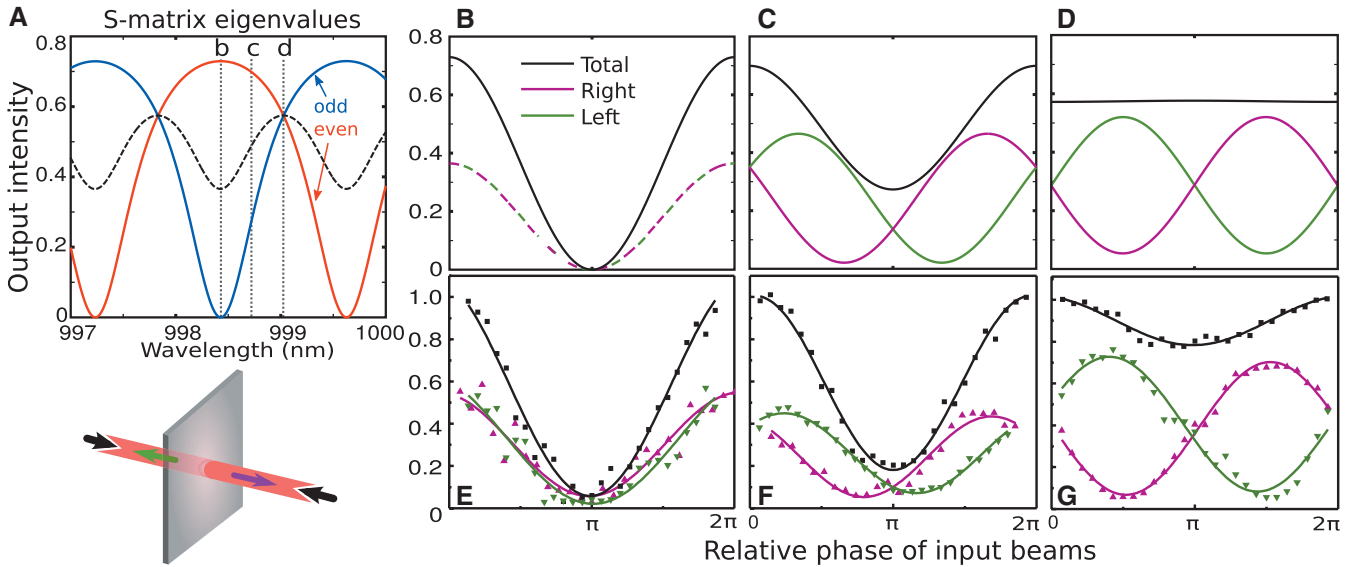 A
S-matrix eigenvalues
B
C
D
0.8
0.6
0.4
0.2
0
b c d
odd
even
Output intensity
997
998
999
1000
Wavelength (nm)
0.8
0.6
0.4
0.2
0
Total
Right
Left
1.0
0.8
0.6
0.4
0.2
0
E
F
G
π
2π
0
π
2π
0
π
2π
Relative phase of input beams